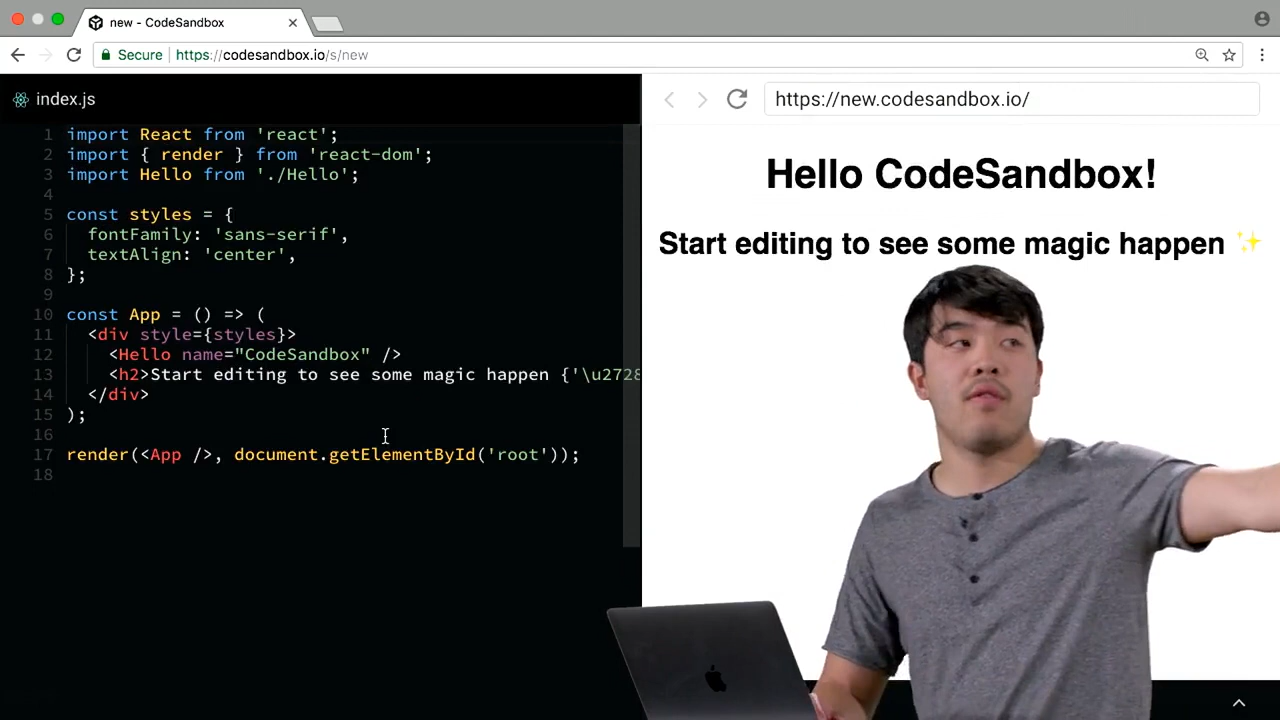 new - CodeSandbox
Secure https://codesandbox.io/s/new
index.js
1 import React from 'react';
2 import { render } from 'react-dom';
3 import Hello from './Hello';
4
5 const styles = {
6 fontFamily: 'sans-serif',
7 textAlign: 'center',
8 };
9
10 const App = () => (
11 <div style={styles}>
12 <Hello name="CodeSandbox" />
13 <h2>Start editing to see some magic happen {'\u2728
14 </div>
15 );
16
17 render(<App />, document.getElementById('root'));
18
https://new.codesandbox.io/
Hello CodeSandbox!
Start editing to see some magic happen ✨